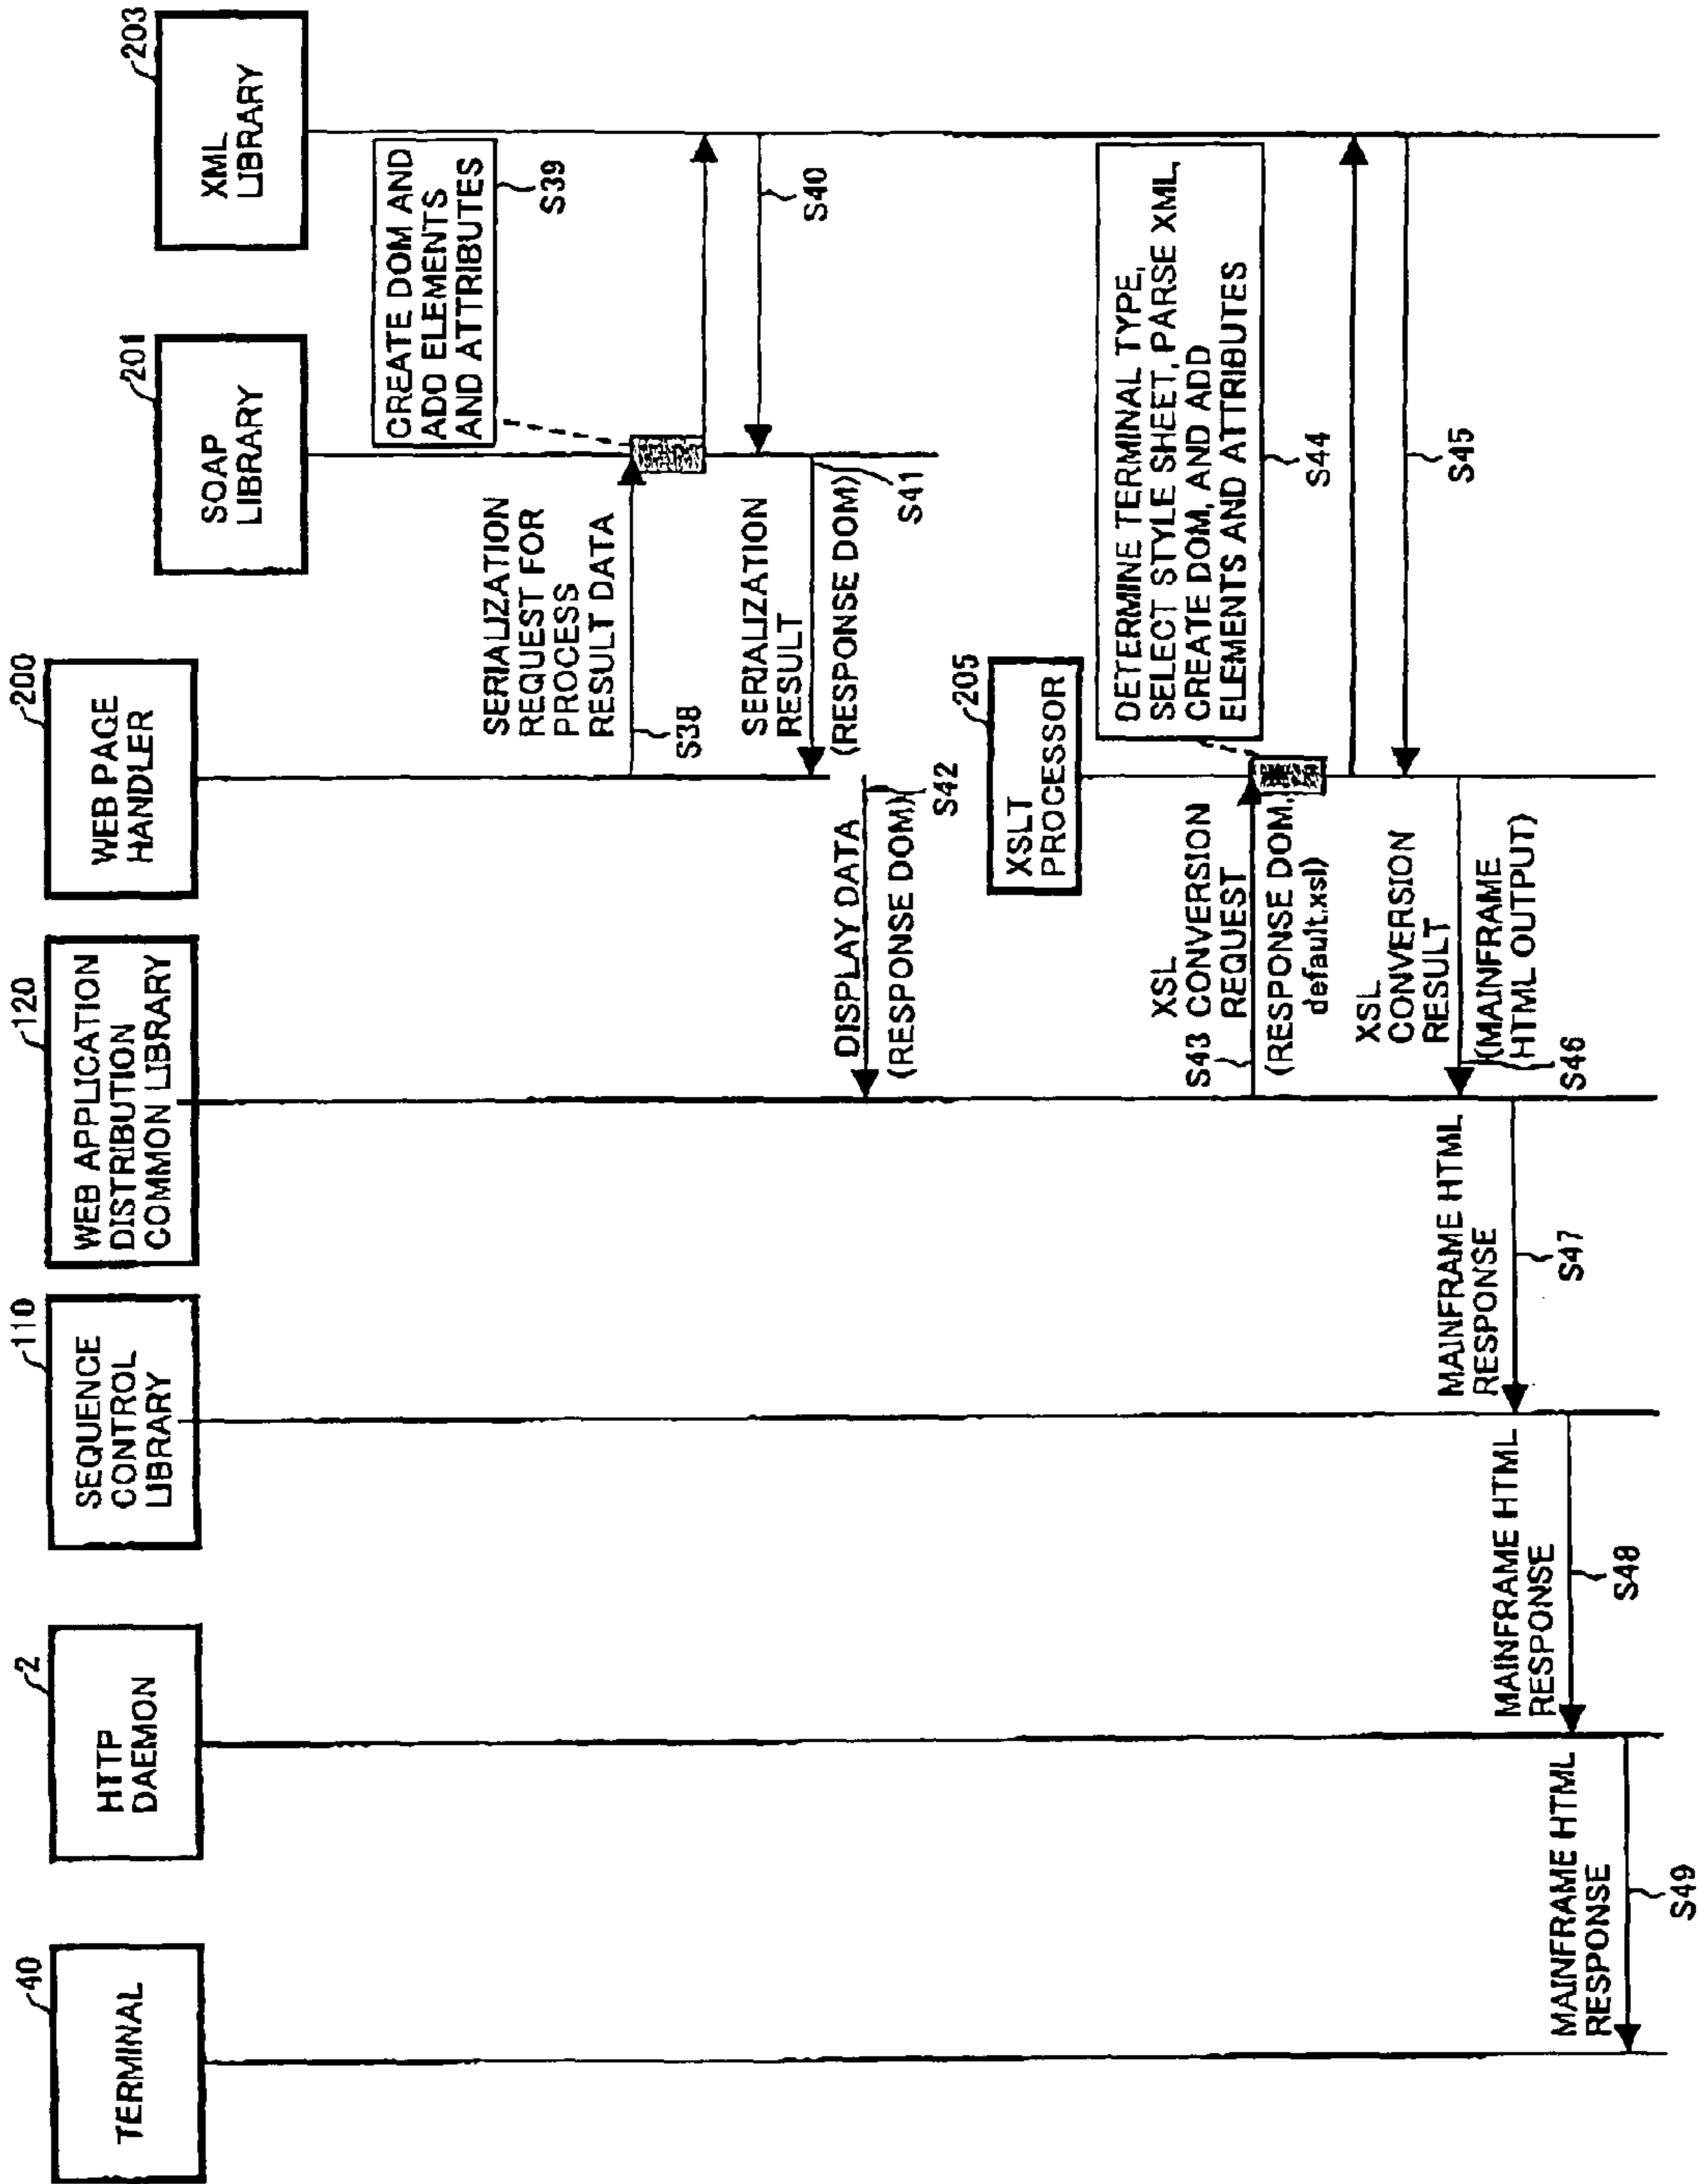 40
TERMINAL
2
HTTP
DAEMON
110
SEQUENCE
CONTROL
LIBRARY
120
WEB APPLICATION
DISTRIBUTION
COMMON LIBRARY
200
WEB PAGE
HANDLER
201
SOAP
LIBRARY
203
XML
LIBRARY
CREATE DOM AND
ADD ELEMENTS
AND ATTRIBUTES
S39
SERIALIZATION
REQUEST FOR
PROCESS
RESULT DATA
S38
S40
SERIALIZATION
RESULT
(RESPONSE DOM)
S41
DISPLAY DATA
(RESPONSE DOM)
S42
205
XSLT
PROCESSOR
DETERMINE TERMINAL TYPE,
SELECT STYLE SHEET, PARSE XML,
CREATE DOM, AND ADD
ELEMENTS AND ATTRIBUTES
S44
XSL
S43 CONVERSION
REQUEST
(RESPONSE DOM,
default.xsl)
S45
XSL
CONVERSION
RESULT
(MAINFRAME
HTML OUTPUT)
S46
MAINFRAME HTML
RESPONSE
S47
MAINFRAME HTML
RESPONSE
S48
MAINFRAME HTML
RESPONSE
S49